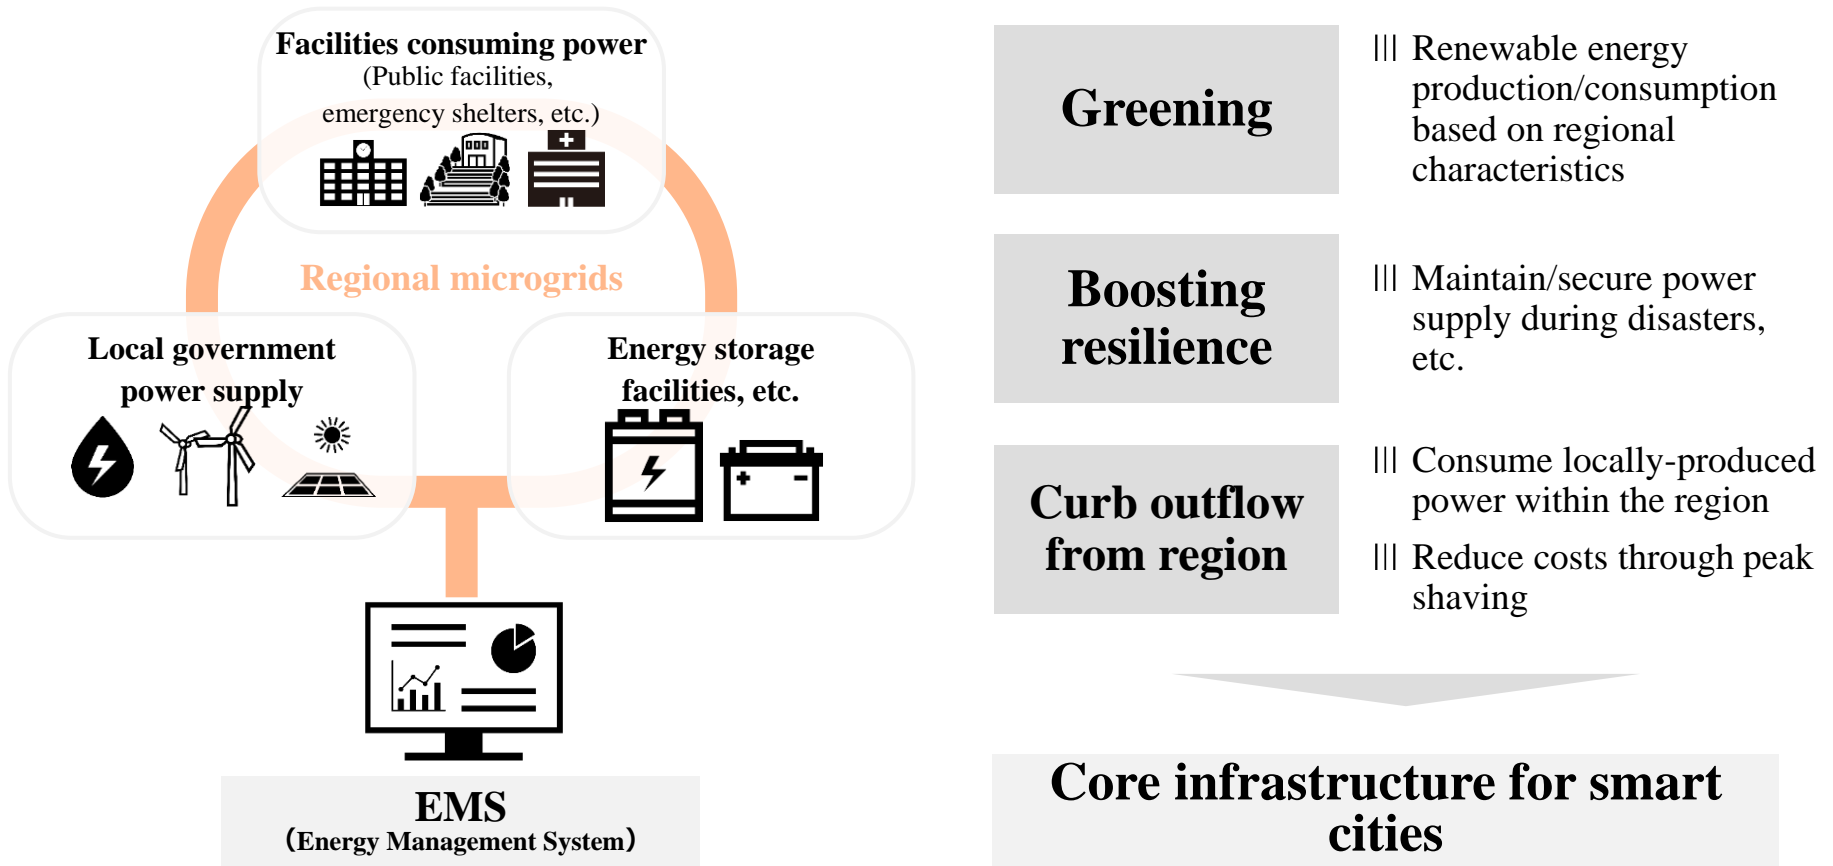 Facilities consuming power
(Public facilities,
emergency shelters, etc.)
Regional microgrids
Local government
power supply
Energy storage
facilities, etc.
EMS
（Energy Management System）
Greening
Renewable energy
production/consumption
based on regional
characteristics
Boosting
resilience
Maintain/secure power
supply during disasters,
etc.
Curb outflow
from region
Consume locally-produced
power within the region
Reduce costs through peak
shaving
Core infrastructure for smart
cities